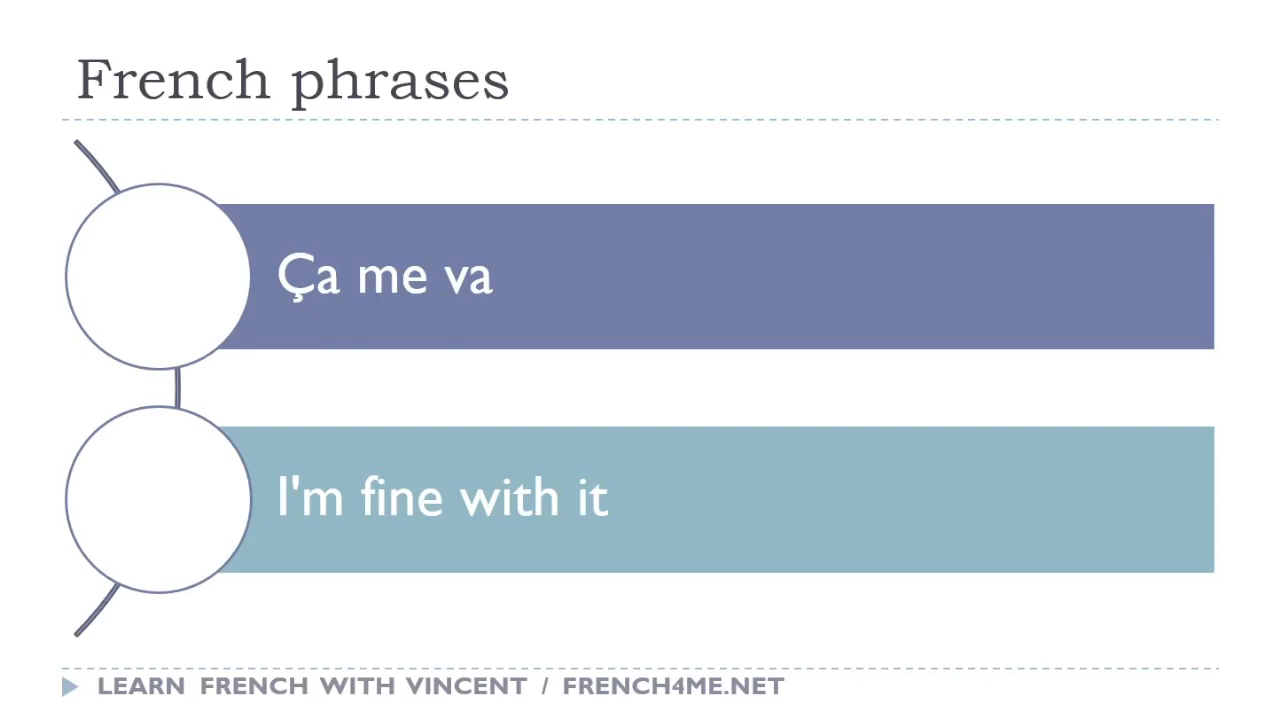 French phrases
Ça me va
I'm fine with it
LEARN FRENCH WITH VINCENT / FRENCH4ME.NET